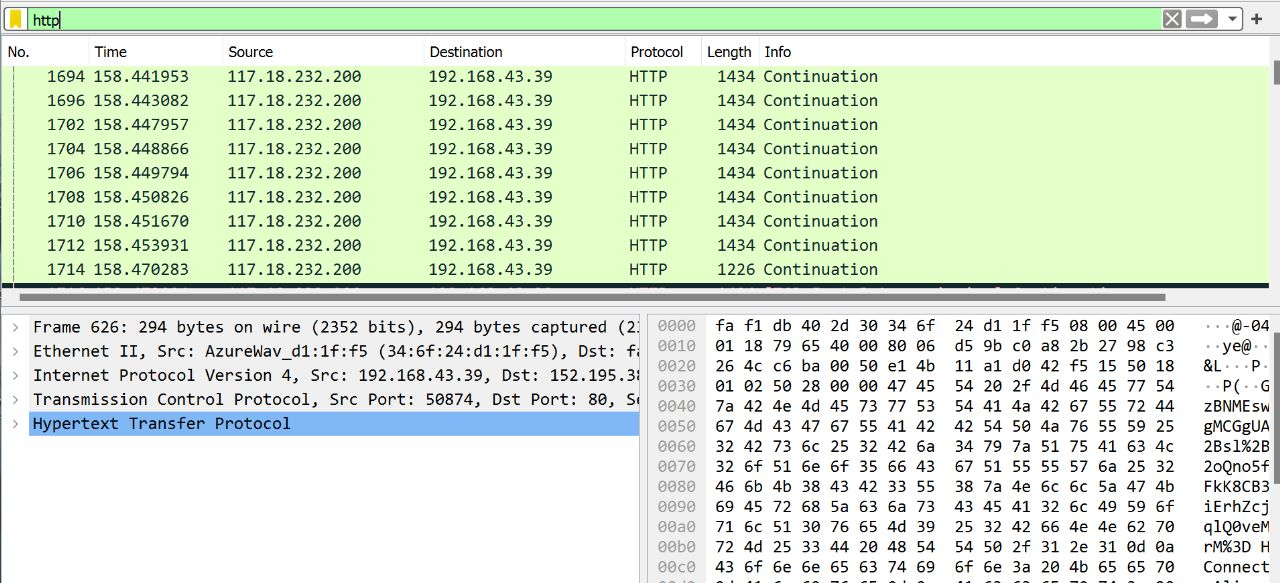 http
No. Time Source Destination Protocol Length Info
1694 158.441953 117.18.232.200 192.168.43.39 HTTP 1434 Continuation
1696 158.443082 117.18.232.200 192.168.43.39 HTTP 1434 Continuation
1702 158.447957 117.18.232.200 192.168.43.39 HTTP 1434 Continuation
1704 158.448866 117.18.232.200 192.168.43.39 HTTP 1434 Continuation
1706 158.449794 117.18.232.200 192.168.43.39 HTTP 1434 Continuation
1708 158.450826 117.18.232.200 192.168.43.39 HTTP 1434 Continuation
1710 158.451670 117.18.232.200 192.168.43.39 HTTP 1434 Continuation
1712 158.453931 117.18.232.200 192.168.43.39 HTTP 1434 Continuation
1714 158.470283 117.18.232.200 192.168.43.39 HTTP 1226 Continuation
Frame 626: 294 bytes on wire (2352 bits), 294 bytes captured (2
Ethernet II, Src: AzureWav_d1:1f:f5 (34:6f:24:d1:1f:f5), Dst: fa
Internet Protocol Version 4, Src: 192.168.43.39, Dst: 152.195.38
Transmission Control Protocol, Src Port: 50874, Dst Port: 80, Se
Hypertext Transfer Protocol
0000 fa f1 db 40 2d 30 34 6f 24 d1 1f f5 08 00 45 00 ···@-04
0010 01 18 79 65 40 00 80 06 d5 9b c0 a8 2b 27 98 c3 ··ye@··
0020 26 4c c6 ba 00 50 e1 4b 11 a1 d0 42 f5 15 50 18 &L···P·
0030 01 02 50 28 00 00 47 45 54 20 2f 4d 46 45 77 54 ··P(··G
0040 7a 42 4e 4d 45 73 77 53 54 41 4a 42 67 55 72 44 zBNMEsw
0050 67 4d 43 47 67 55 41 42 42 54 50 4a 76 55 59 25 gMCGgUA
0060 32 42 73 6c 25 32 42 6a 34 79 7a 51 75 41 63 4c 2Bsl%2B
0070 32 6f 51 6e 6f 35 66 43 67 51 55 55 57 6a 25 32 2oQno5f
0080 46 6b 4b 38 43 42 33 55 38 7a 4e 6c 6c 5a 47 4b FkK8CB3
0090 69 45 72 68 5a 63 6a 73 43 45 41 32 6c 49 59 6f iErhZcj
00a0 71 6c 51 30 76 65 4d 39 25 32 42 66 4e 4e 62 70 qlQ0veM
00b0 72 4d 25 33 44 20 48 54 54 50 2f 31 2e 31 0d 0a rM%3D H
00c0 43 6f 6e 6e 65 63 74 69 6f 6e 3a 20 4b 65 65 70 Connect